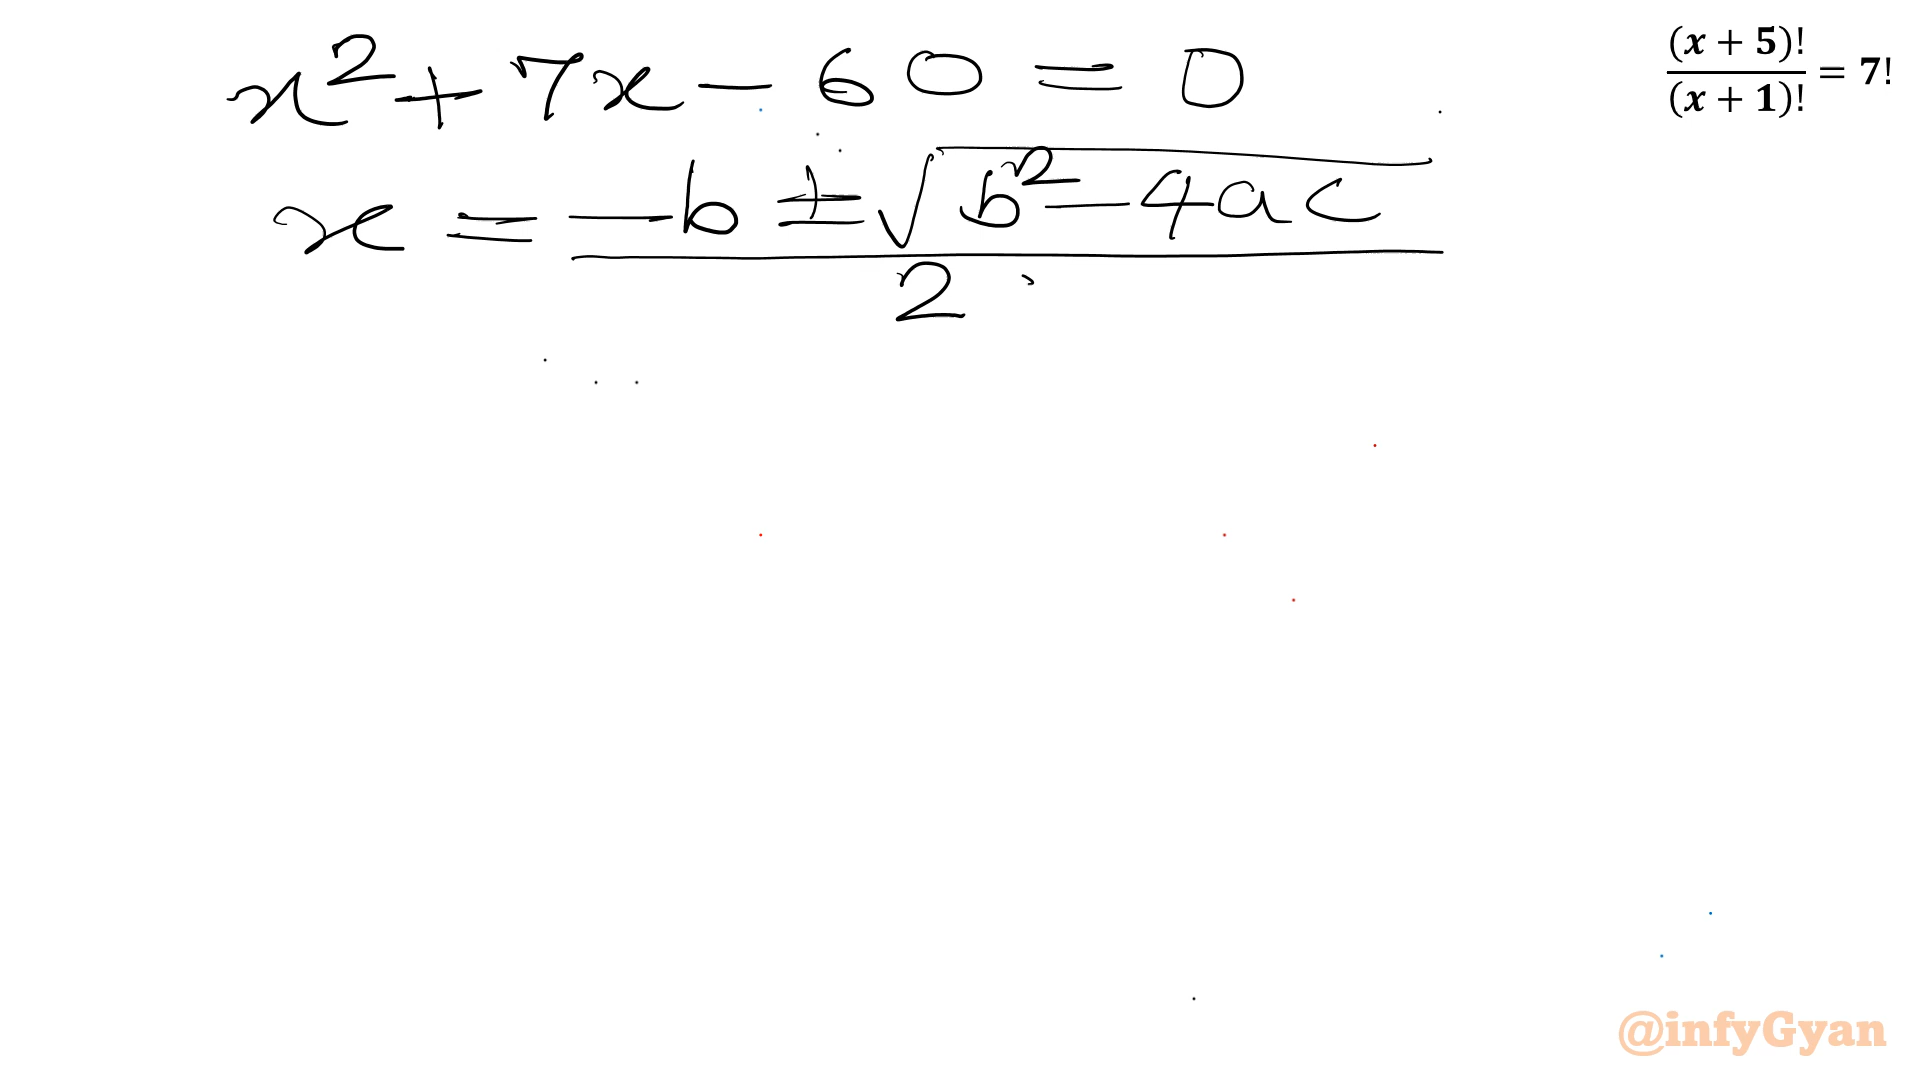 x² + 7x - 60 = 0
x = -b ± √(b² - 4ac)
2
(x + 5)!
(x + 1)!
= 7!
@infyGyan